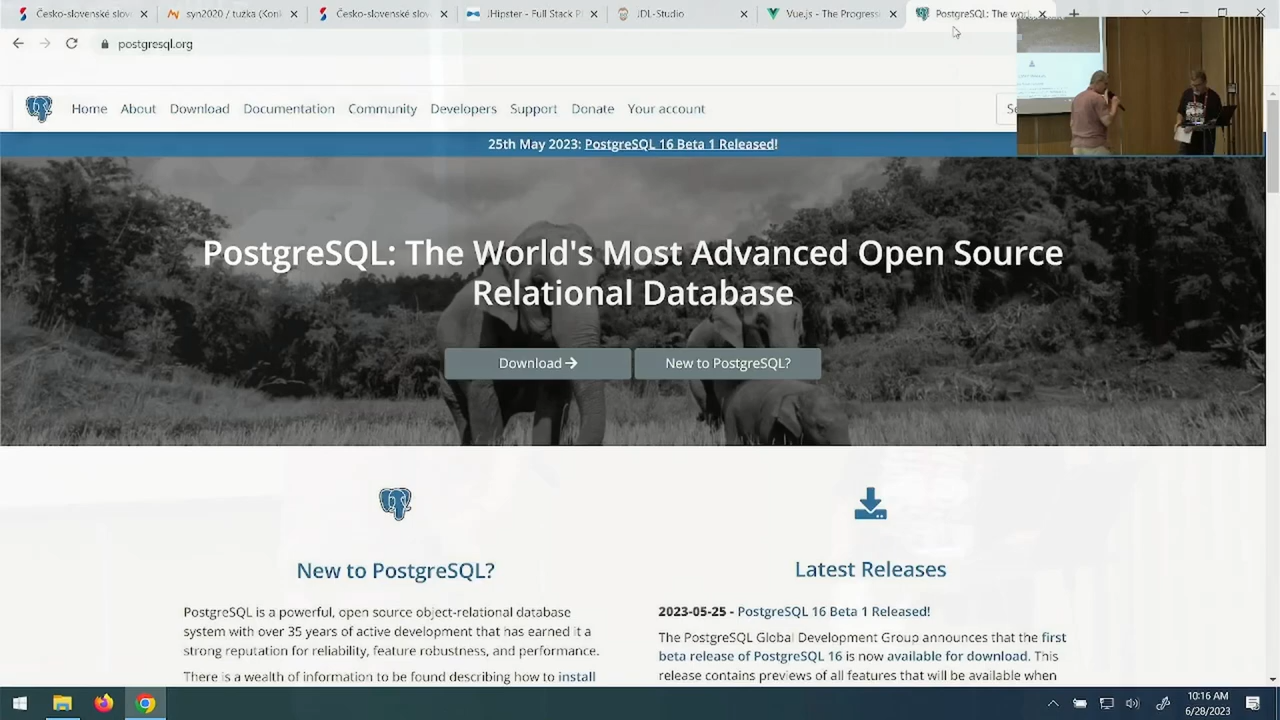 Česko-slovenské slov
syn2020 / tužka (Kon
Česko-slovenské slov
JHipster - Full Stack P
JDL-Studio
Vue.js - The Progress
PostgreSQL: The wor
postgresql.org
Home About Download Documentation Community Developers Support Donate Your account
25th May 2023: PostgreSQL 16 Beta 1 Released!
PostgreSQL: The World's Most Advanced Open Source
Relational Database
Download
New to PostgreSQL?
New to PostgreSQL?
PostgreSQL is a powerful, open source object-relational database
system with over 35 years of active development that has earned it a
strong reputation for reliability, feature robustness, and performance.
There is a wealth of information to be found describing how to install
Latest Releases
2023-05-25 - PostgreSQL 16 Beta 1 Released!
The PostgreSQL Global Development Group announces that the first
beta release of PostgreSQL 16 is now available for download. This
release contains previews of all features that will be available when
10:16 AM
6/28/2023